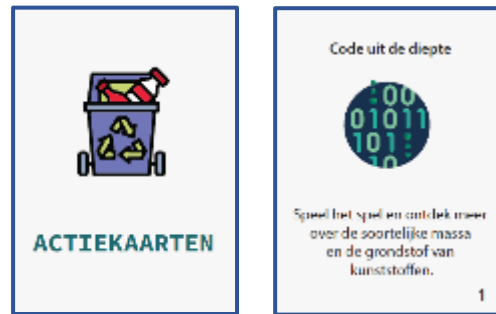 ACTIEKAARTEN
Code uit de diepte
:00
01011
101:
10
Speel het spel en ontdek meer
over de soortelijke massa
en de grondstof van
kunststoffen.
1